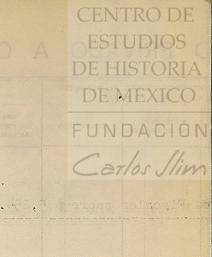 CENTRO DE
ESTUDIOS
DE HISTORIA
DE MEXICO
FUNDACIÓN
Carlos Slim